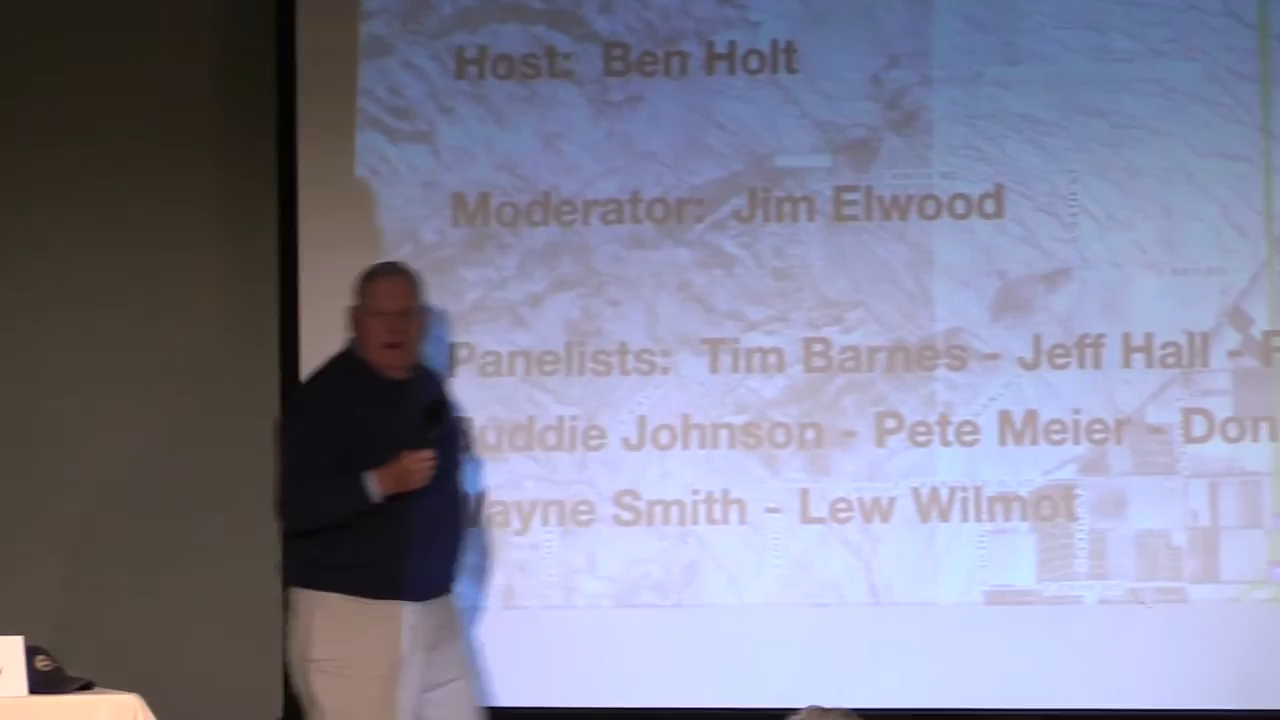 Host: Ben Holt
Moderator: Jim Elwood
Panelists: Tim Barnes - Jeff Hall -
uddie Johnson - Pete Meier - Don
Wayne Smith - Lew Wilmot